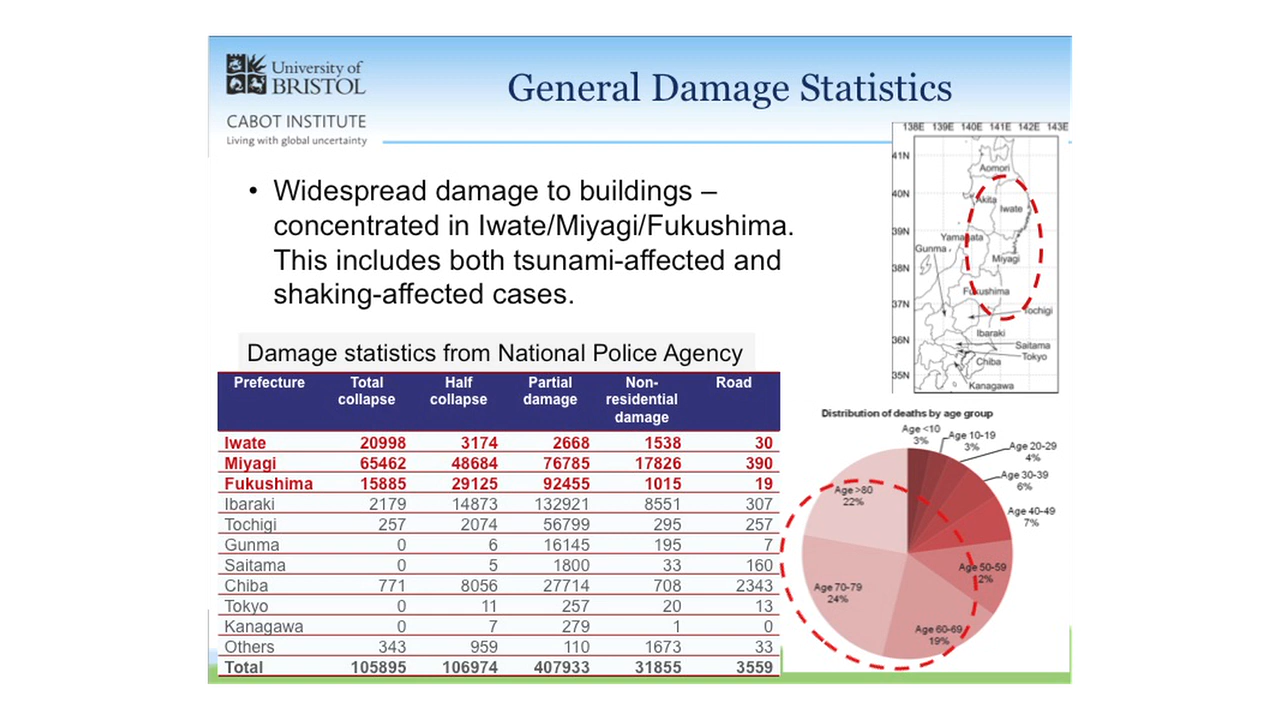 University of
BRISTOL
CABOT INSTITUTE
Living with global uncertainty
General Damage Statistics
• Widespread damage to buildings –
concentrated in Iwate/Miyagi/Fukushima.
This includes both tsunami-affected and
shaking-affected cases.
138E 139E 140E 141E 142E 143E
41N
Aomori
40N
Akita
Iwate
39N
Yamagata
Gunma
Miyagi
38N
Fukushima
37N
Tochigi
Ibaraki
36N
Saitama
Tokyo
Chiba
35N
Kanagawa
Damage statistics from National Police Agency
Prefecture Total collapse Half collapse Partial damage Non-residential damage Road
Iwate 20998 3174 2668 1538 30
Miyagi 65462 48684 76785 17826 390
Fukushima 15885 29125 92455 1015 19
Ibaraki 2179 14873 132921 8551 307
Tochigi 257 2074 56799 295 257
Gunma 0 6 16145 195 7
Saitama 0 5 1800 33 160
Chiba 771 8056 27714 708 2343
Tokyo 0 11 257 20 13
Kanagawa 0 7 279 1 0
Others 343 959 110 1673 33
Total 105895 106974 407933 31855 3559
Distribution of deaths by age group
Age <10
3%
Age 10-19
3%
Age 20-29
4%
Age 30-39
6%
Age 40-49
7%
Age 50-59
2%
Age 60-69
19%
Age 70-79
24%
Age >80
22%